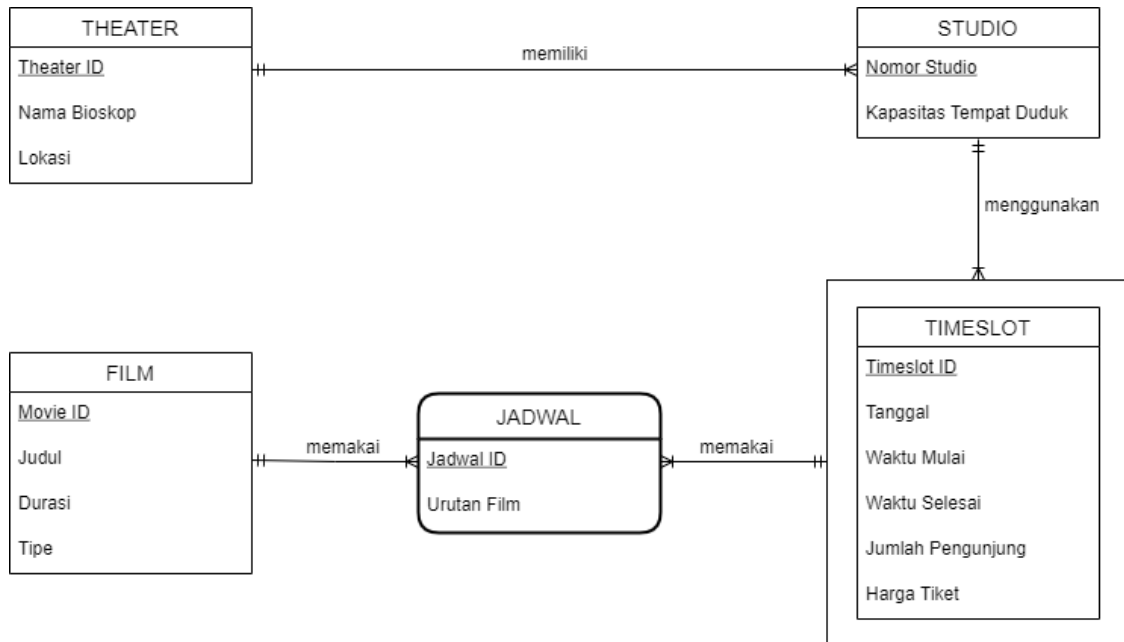 THEATER
Theater ID
Nama Bioskop
Lokasi
memiliki
STUDIO
Nomor Studio
Kapasitas Tempat Duduk
menggunakan
FILM
Movie ID
Judul
Durasi
Tipe
memakai
JADWAL
Jadwal ID
Urutan Film
memakai
TIMESLOT
Timeslot ID
Tanggal
Waktu Mulai
Waktu Selesai
Jumlah Pengunjung
Harga Tiket